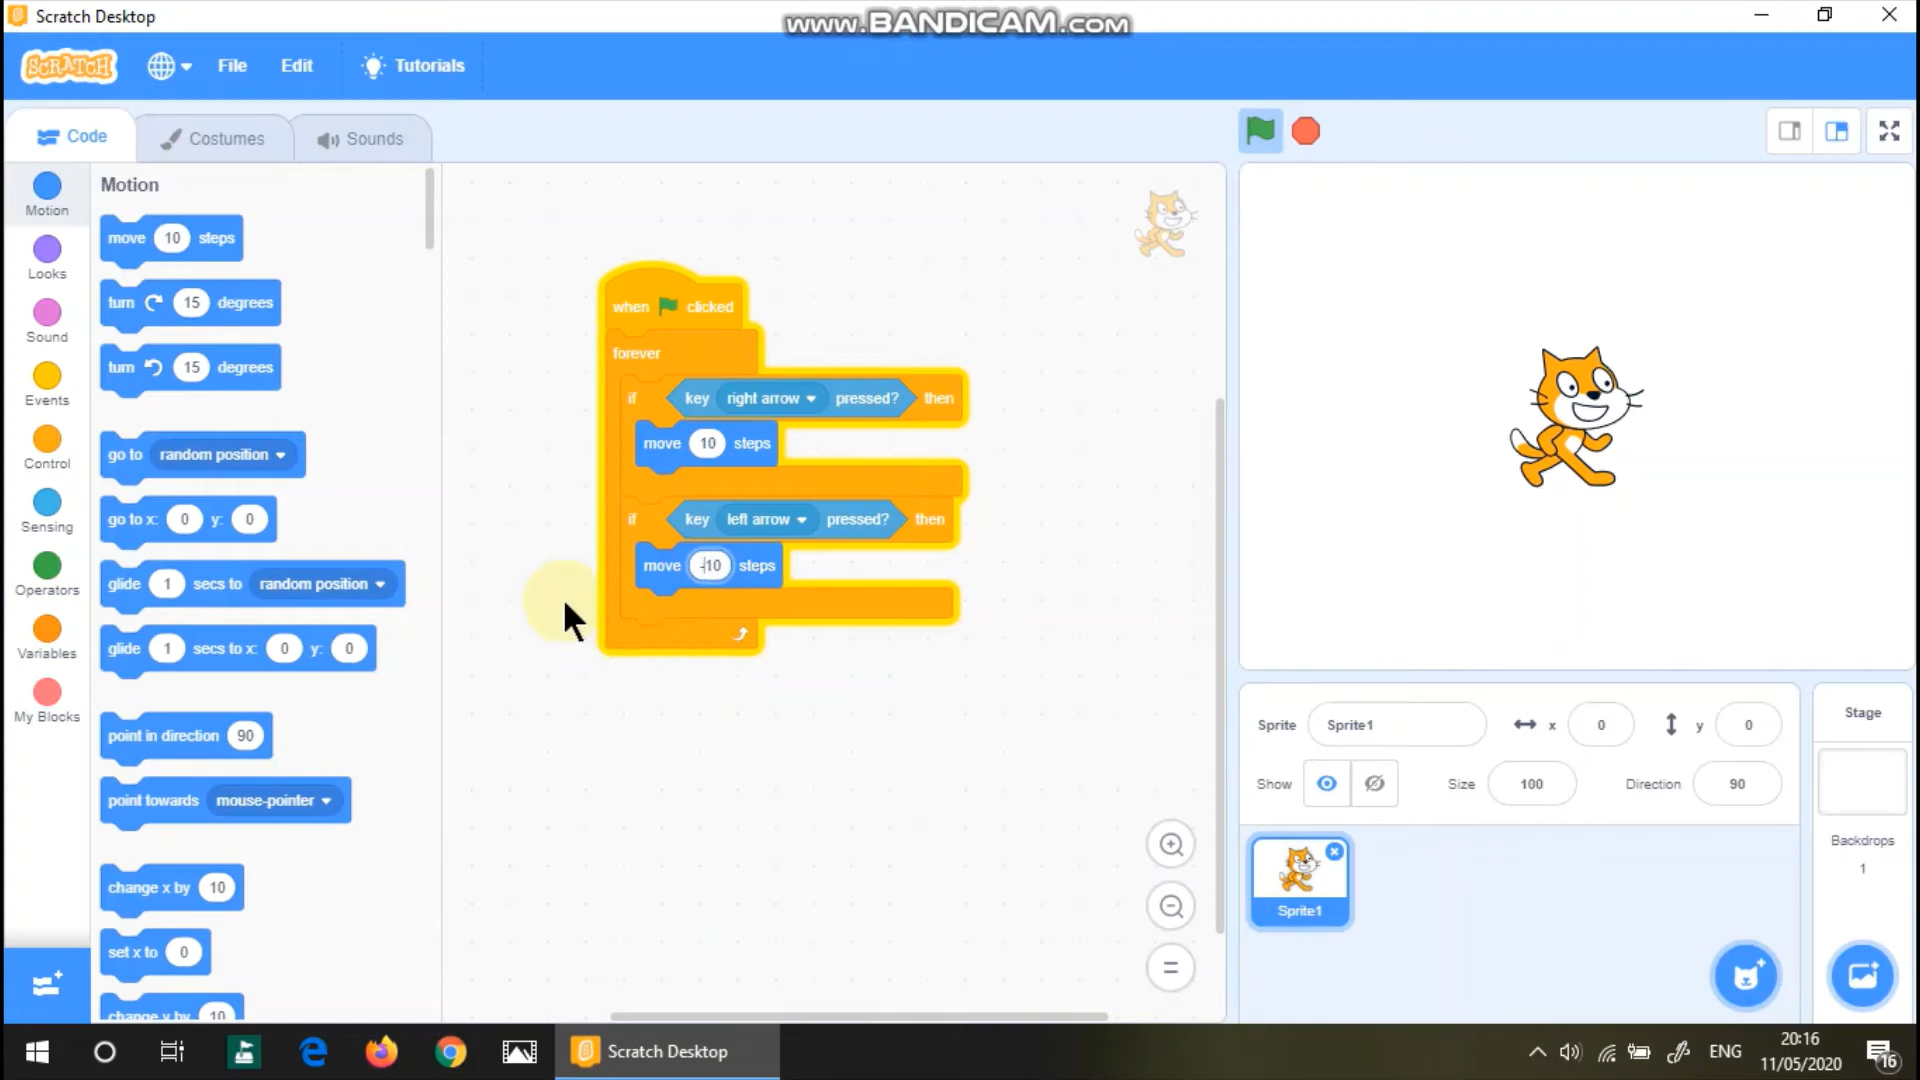 Scratch Desktop
www.BANDICAM.com
SCRATCH
File
Edit
Tutorials
Code
Costumes
Sounds
Motion
Looks
Sound
Events
Control
Sensing
Operators
Variables
My Blocks
Motion
move 10 steps
turn 15 degrees
turn 15 degrees
go to random position
go to x: 0 y: 0
glide 1 secs to random position
glide 1 secs to x: 0 y: 0
point in direction 90
point towards mouse-pointer
change x by 10
set x to 0
change y by 10
when clicked
forever
if key right arrow pressed? then
move 10 steps
if key left arrow pressed? then
move -10 steps
Sprite Sprite1 x 0 y 0
Show Size 100 Direction 90
Sprite1
Stage
Backdrops
1
Scratch Desktop
ENG
20:16
11/05/2020
16